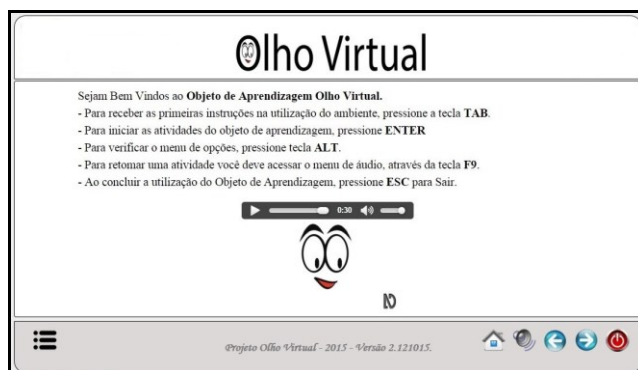 Olho Virtual
Sejam Bem Vindos ao Objeto de Aprendizagem Olho Virtual.
- Para receber as primeiras instruções na utilização do ambiente, pressione a tecla TAB.
- Para iniciar as atividades do objeto de aprendizagem, pressione ENTER
- Para verificar o menu de opções, pressione tecla ALT.
- Para retomar uma atividade você deve acessar o menu de áudio, através da tecla F9.
- Ao concluir a utilização do Objeto de Aprendizagem, pressione ESC para Sair.
0:30
Projeto Olho Virtual - 2015 - Versão 2.121015.